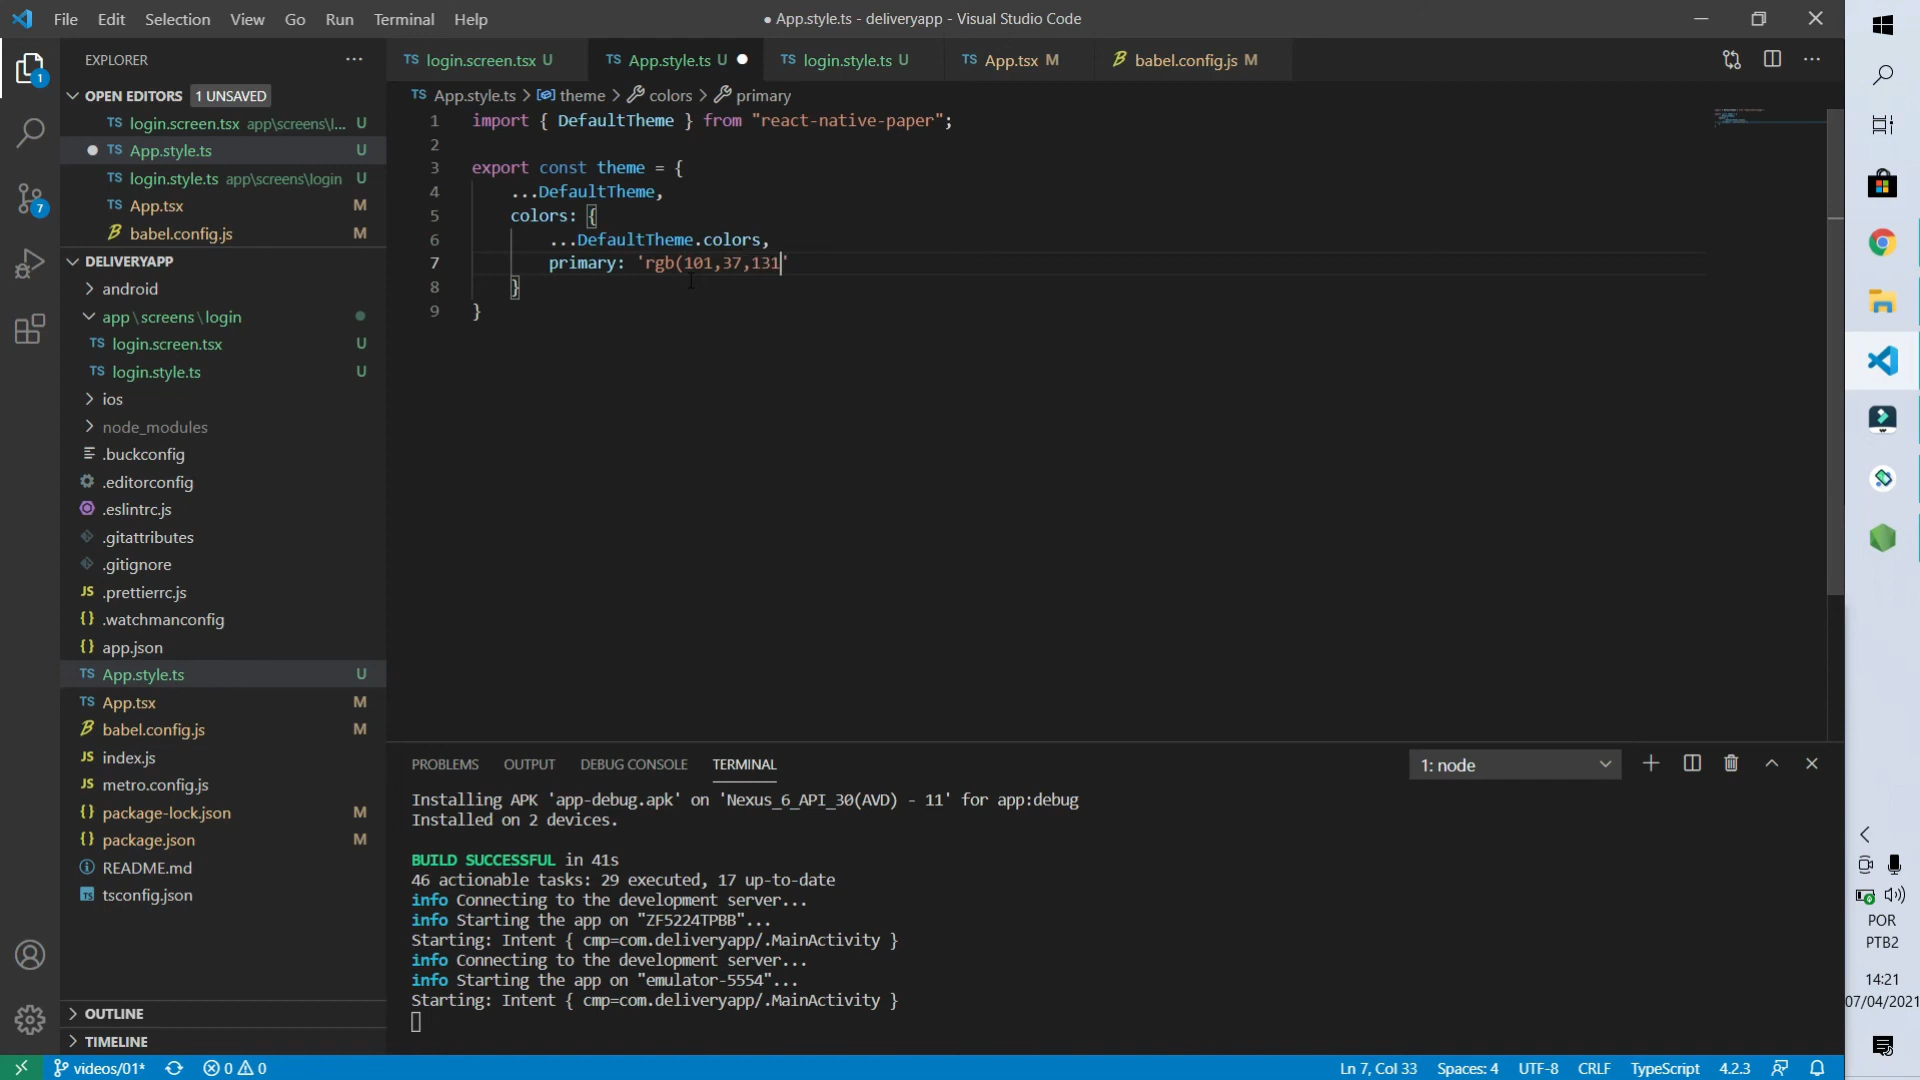 File Edit Selection View Go Run Terminal Help
● App.style.ts - deliveryapp - Visual Studio Code
EXPLORER
OPEN EDITORS 1 UNSAVED
TS login.screen.tsx app\screens\l... U
TS App.style.ts U
TS login.style.ts app\screens\login U
TS App.tsx M
babel.config.js M
DELIVERYAPP
android
app\screens\login
TS login.screen.tsx U
TS login.style.ts U
ios
node_modules
.buckconfig
.editorconfig
.eslintrc.js
.gitattributes
.gitignore
JS .prettierrc.js
{} .watchmanconfig
{} app.json
TS App.style.ts U
TS App.tsx M
babel.config.js M
JS index.js
JS metro.config.js
{} package-lock.json M
{} package.json M
README.md
tsconfig.json
OUTLINE
TIMELINE
1
7
TS login.screen.tsx U
TS App.style.ts U ●
TS login.style.ts U
TS App.tsx M
babel.config.js M
TS App.style.ts > theme > colors > primary
1 import { DefaultTheme } from "react-native-paper";
2
3 export const theme = {
4 ...DefaultTheme,
5 colors: {
6 ...DefaultTheme.colors,
7 primary: 'rgb(101,37,131'
8 }
9 }
PROBLEMS OUTPUT DEBUG CONSOLE TERMINAL
1: node
Installing APK 'app-debug.apk' on 'Nexus_6_API_30(AVD) - 11' for app:debug
Installed on 2 devices.
BUILD SUCCESSFUL in 41s
46 actionable tasks: 29 executed, 17 up-to-date
info Connecting to the development server...
info Starting the app on "ZF5224TPBB"...
Starting: Intent { cmp=com.deliveryapp/.MainActivity }
info Connecting to the development server...
info Starting the app on "emulator-5554"...
Starting: Intent { cmp=com.deliveryapp/.MainActivity }
videos/01* 0 0
Ln 7, Col 33 Spaces: 4 UTF-8 CRLF TypeScript 4.2.3
POR
PTB2
14:21
07/04/2021